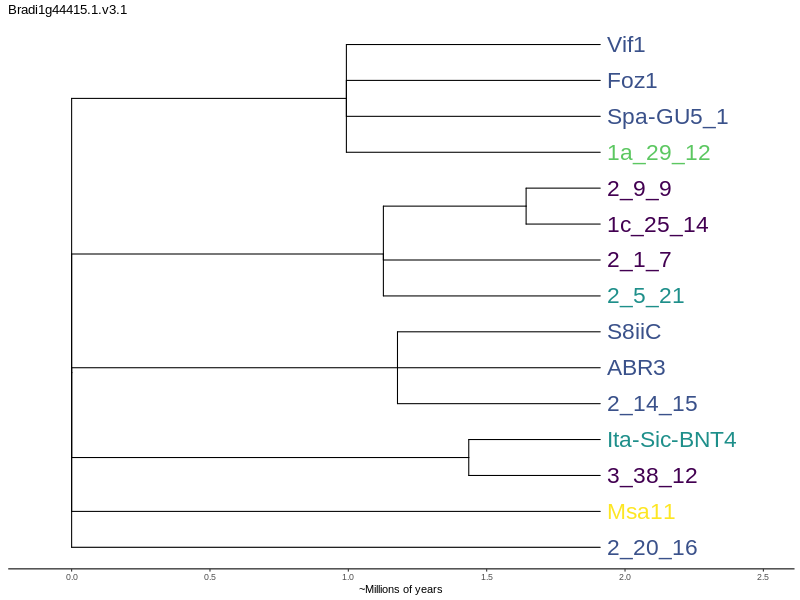 Bradi1g44415.1.v3.1
Vif1
Foz1
Spa-GU5_1
1a_29_12
2_9_9
1c_25_14
2_1_7
2_5_21
S8iiC
ABR3
2_14_15
Ita-Sic-BNT4
3_38_12
Msa11
2_20_16
0.0 0.5 1.0 1.5 2.0 2.5
~Millions of years